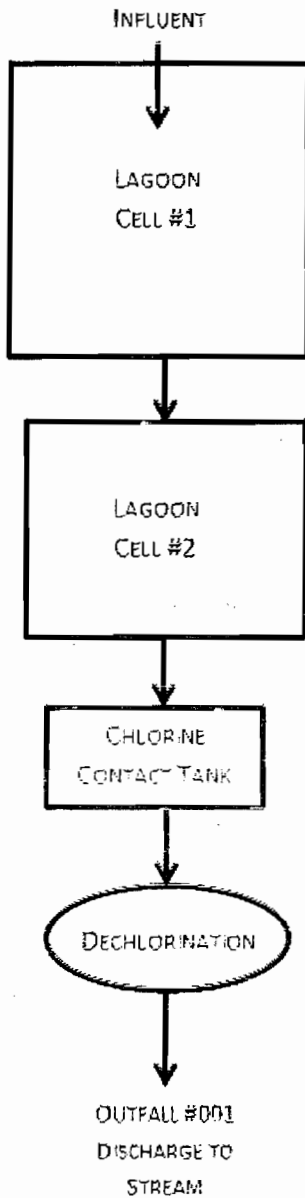 INFLUENT
LAGOON
CELL #1
LAGOON
CELL #2
CHLORINE
CONTACT TANK
DECHLORINATION
OUTFALL #001
DISCHARGE TO
STREAM